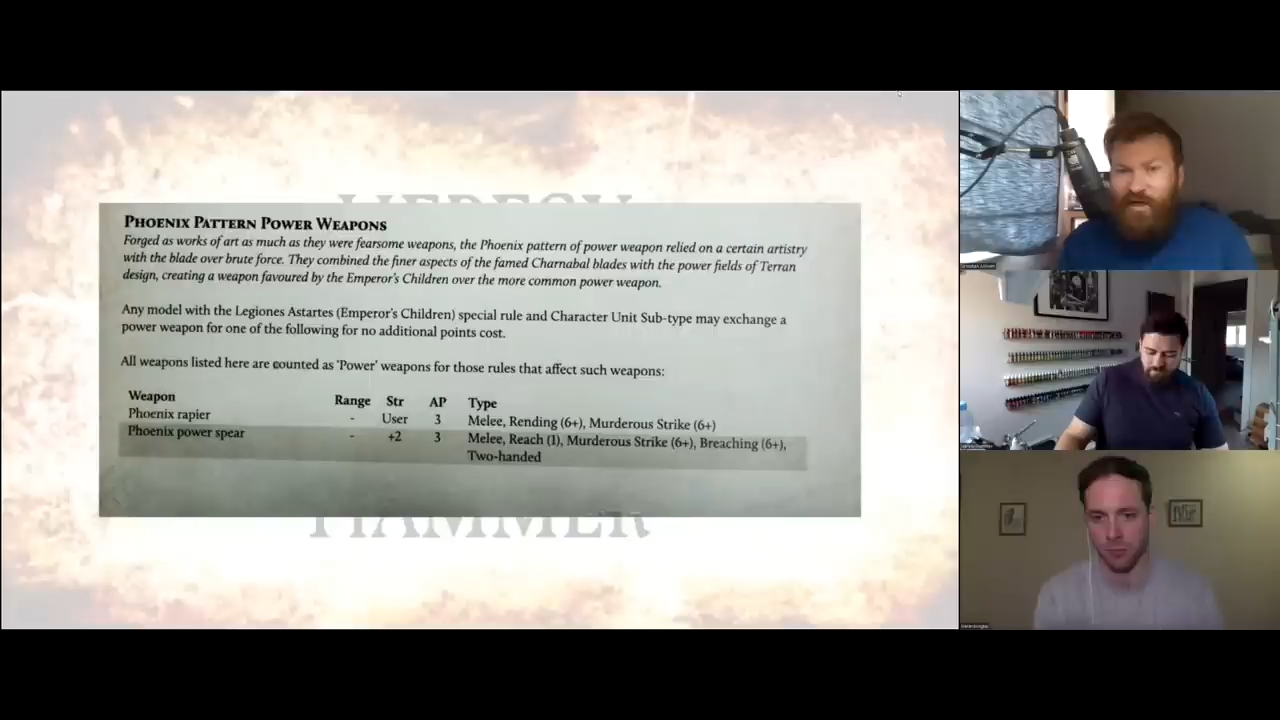 HERESY
PHOENIX PATTERN POWER WEAPONS
Forged as works of art as much as they were fearsome weapons, the Phoenix pattern of power weapon relied on a certain artistry
with the blade over brute force. They combined the finer aspects of the famed Charnabal blades with the power fields of Terran
design, creating a weapon favoured by the Emperor's Children over the more common power weapon.
Any model with the Legiones Astartes (Emperor's Children) special rule and Character Unit Sub-type may exchange a
power weapon for one of the following for no additional points cost.
All weapons listed here are counted as 'Power' weapons for those rules that affect such weapons:
Weapon Range Str AP Type
Phoenix rapier - User 3 Melee, Rending (6+), Murderous Strike (6+)
Phoenix power spear - +2 3 Melee, Reach (1), Murderous Strike (6+), Breaching (6+),
Two-handed
HAMMER